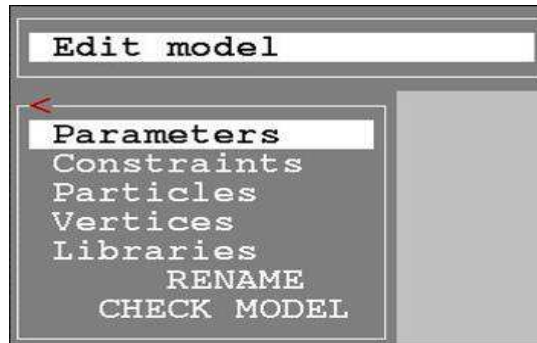 Edit model
<
Parameters
Constraints
Particles
Vertices
Libraries
RENAME
CHECK MODEL